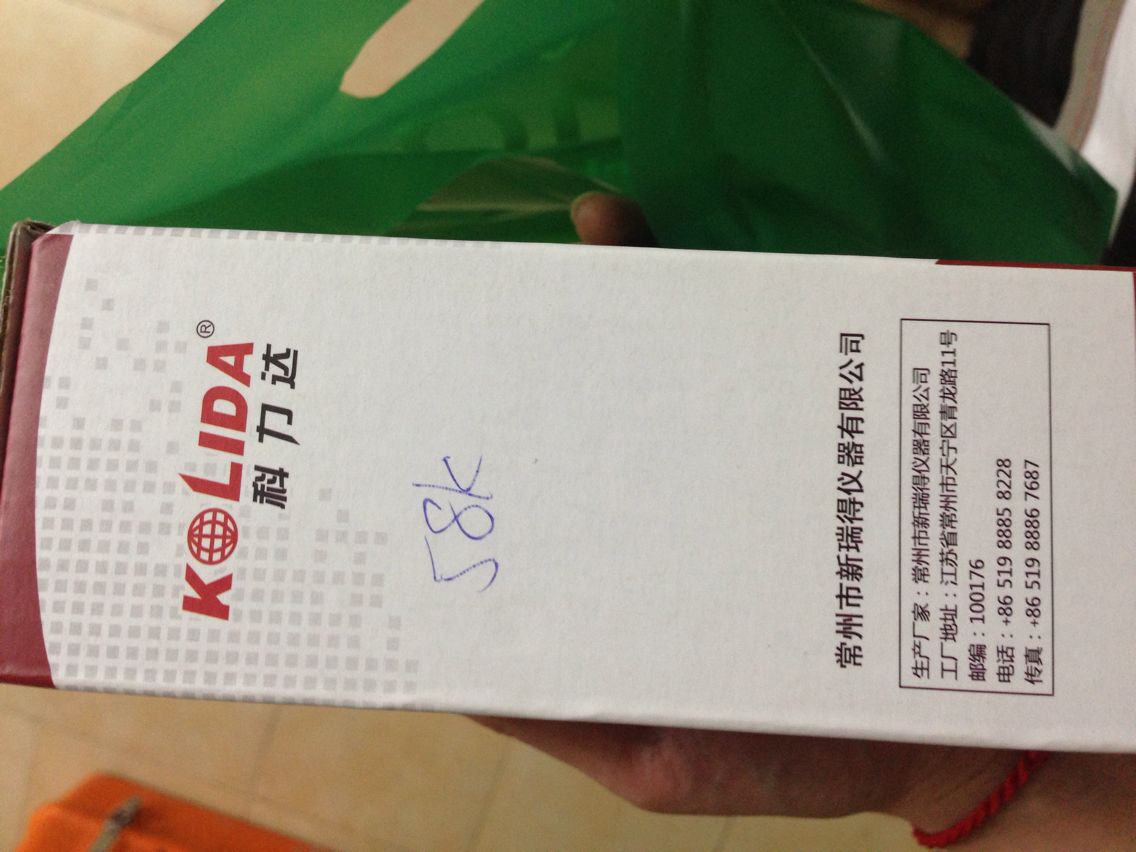 KOLIDA®
科力达
58K
常州市新瑞得仪器有限公司
生产厂家：常州市新瑞得仪器有限公司
工厂地址：江苏省常州市天宁区青龙路11号
邮编：100176
电话：+86 519 8885 8228
传真：+86 519 8886 7687